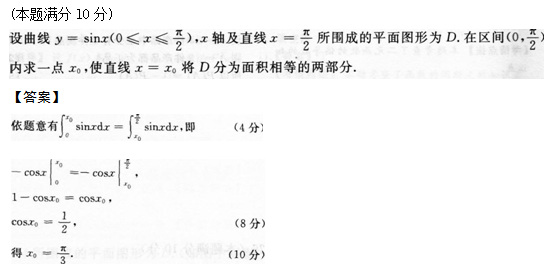 (本题满分 10 分)
设曲线 y = sinx(0 ⩽ x ⩽ π/2),x 轴及直线 x = π/2 所围成的平面图形为 D. 在区间(0,π/2)
内求一点 x₀,使直线 x = x₀ 将 D 分为面积相等的两部分.
【答案】
依题意有∫₀^{x₀} sinxdx = ∫_{x₀}^{π/2} sinxdx,即 (4 分)
− cosx|₀^{x₀} = − cosx|_{x₀}^{π/2},
1 − cosx₀ = cosx₀,
cosx₀ = 1/2, (8 分)
得 x₀ = π/3. (10 分)